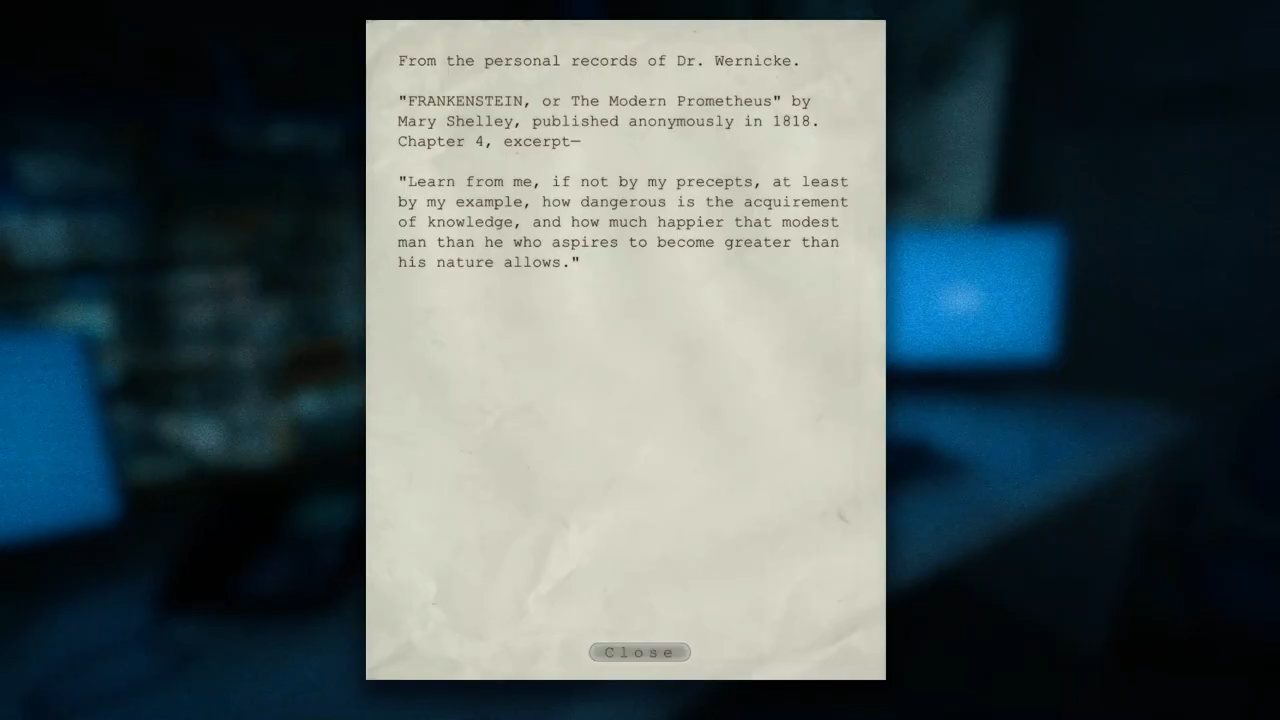 From the personal records of Dr. Wernicke.
"FRANKENSTEIN, or The Modern Prometheus" by
Mary Shelley, published anonymously in 1818.
Chapter 4, excerpt—
"Learn from me, if not by my precepts, at least
by my example, how dangerous is the acquirement
of knowledge, and how much happier that modest
man than he who aspires to become greater than
his nature allows."
Close